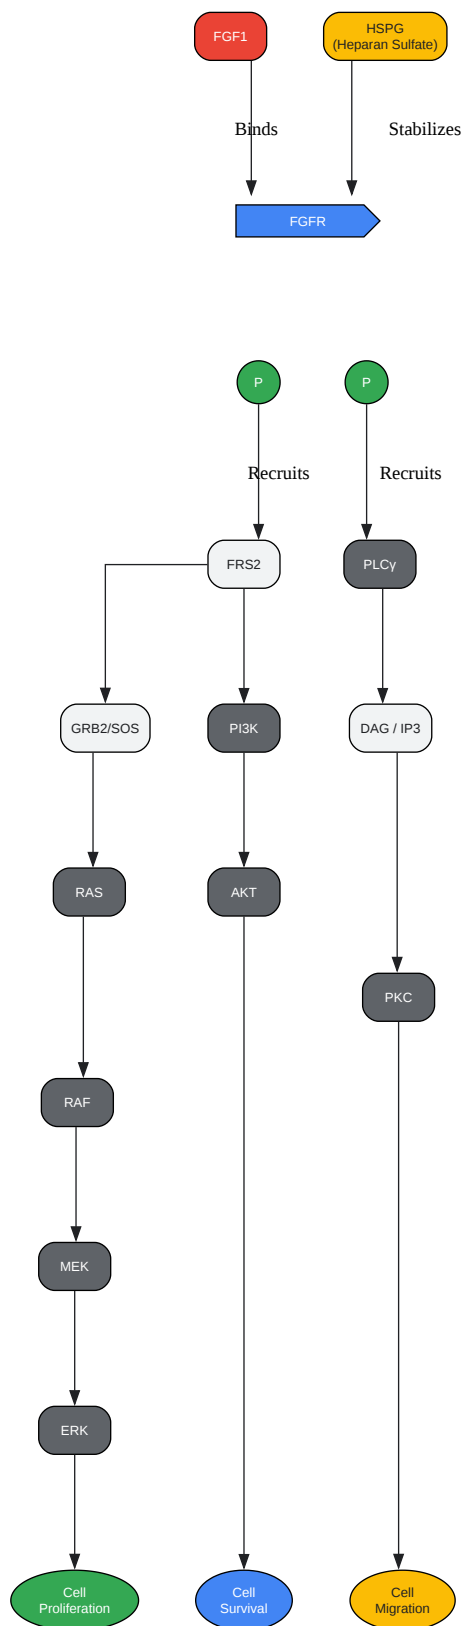 FGF1
HSPG
(Heparan Sulfate)
Binds
Stabilizes
FGFR
P
P
Recruits
Recruits
FRS2
PLCγ
GRB2/SOS
PI3K
DAG / IP3
RAS
AKT
PKC
RAF
MEK
ERK
Cell
Proliferation
Cell
Survival
Cell
Migration